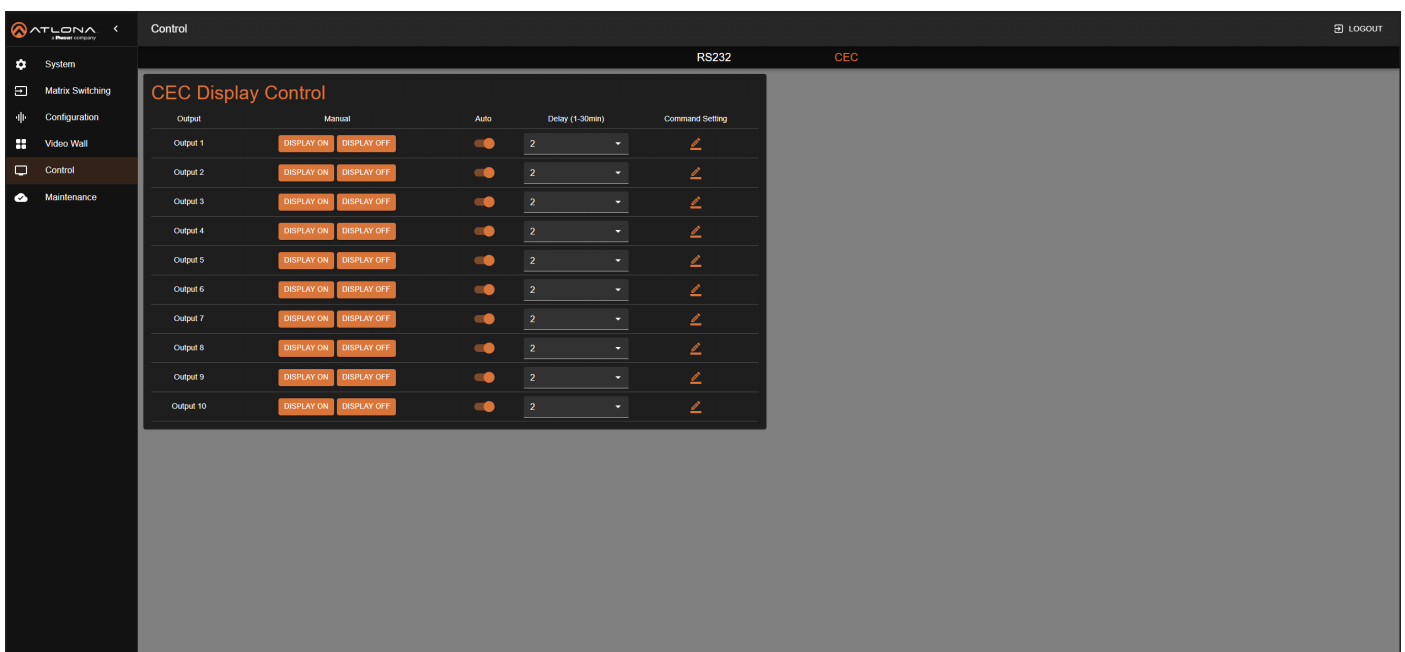 ATLONA
a Panduit company
Control
LOGOUT
RS232
CEC
System
Matrix Switching
Configuration
Video Wall
Control
Maintenance
CEC Display Control
Output Manual Auto Delay (1-30min) Command Setting
Output 1 DISPLAY ON DISPLAY OFF 2
Output 2 DISPLAY ON DISPLAY OFF 2
Output 3 DISPLAY ON DISPLAY OFF 2
Output 4 DISPLAY ON DISPLAY OFF 2
Output 5 DISPLAY ON DISPLAY OFF 2
Output 6 DISPLAY ON DISPLAY OFF 2
Output 7 DISPLAY ON DISPLAY OFF 2
Output 8 DISPLAY ON DISPLAY OFF 2
Output 9 DISPLAY ON DISPLAY OFF 2
Output 10 DISPLAY ON DISPLAY OFF 2